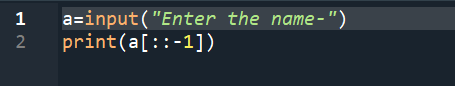 1 a=input("Enter the name-")
2 print(a[::-1])